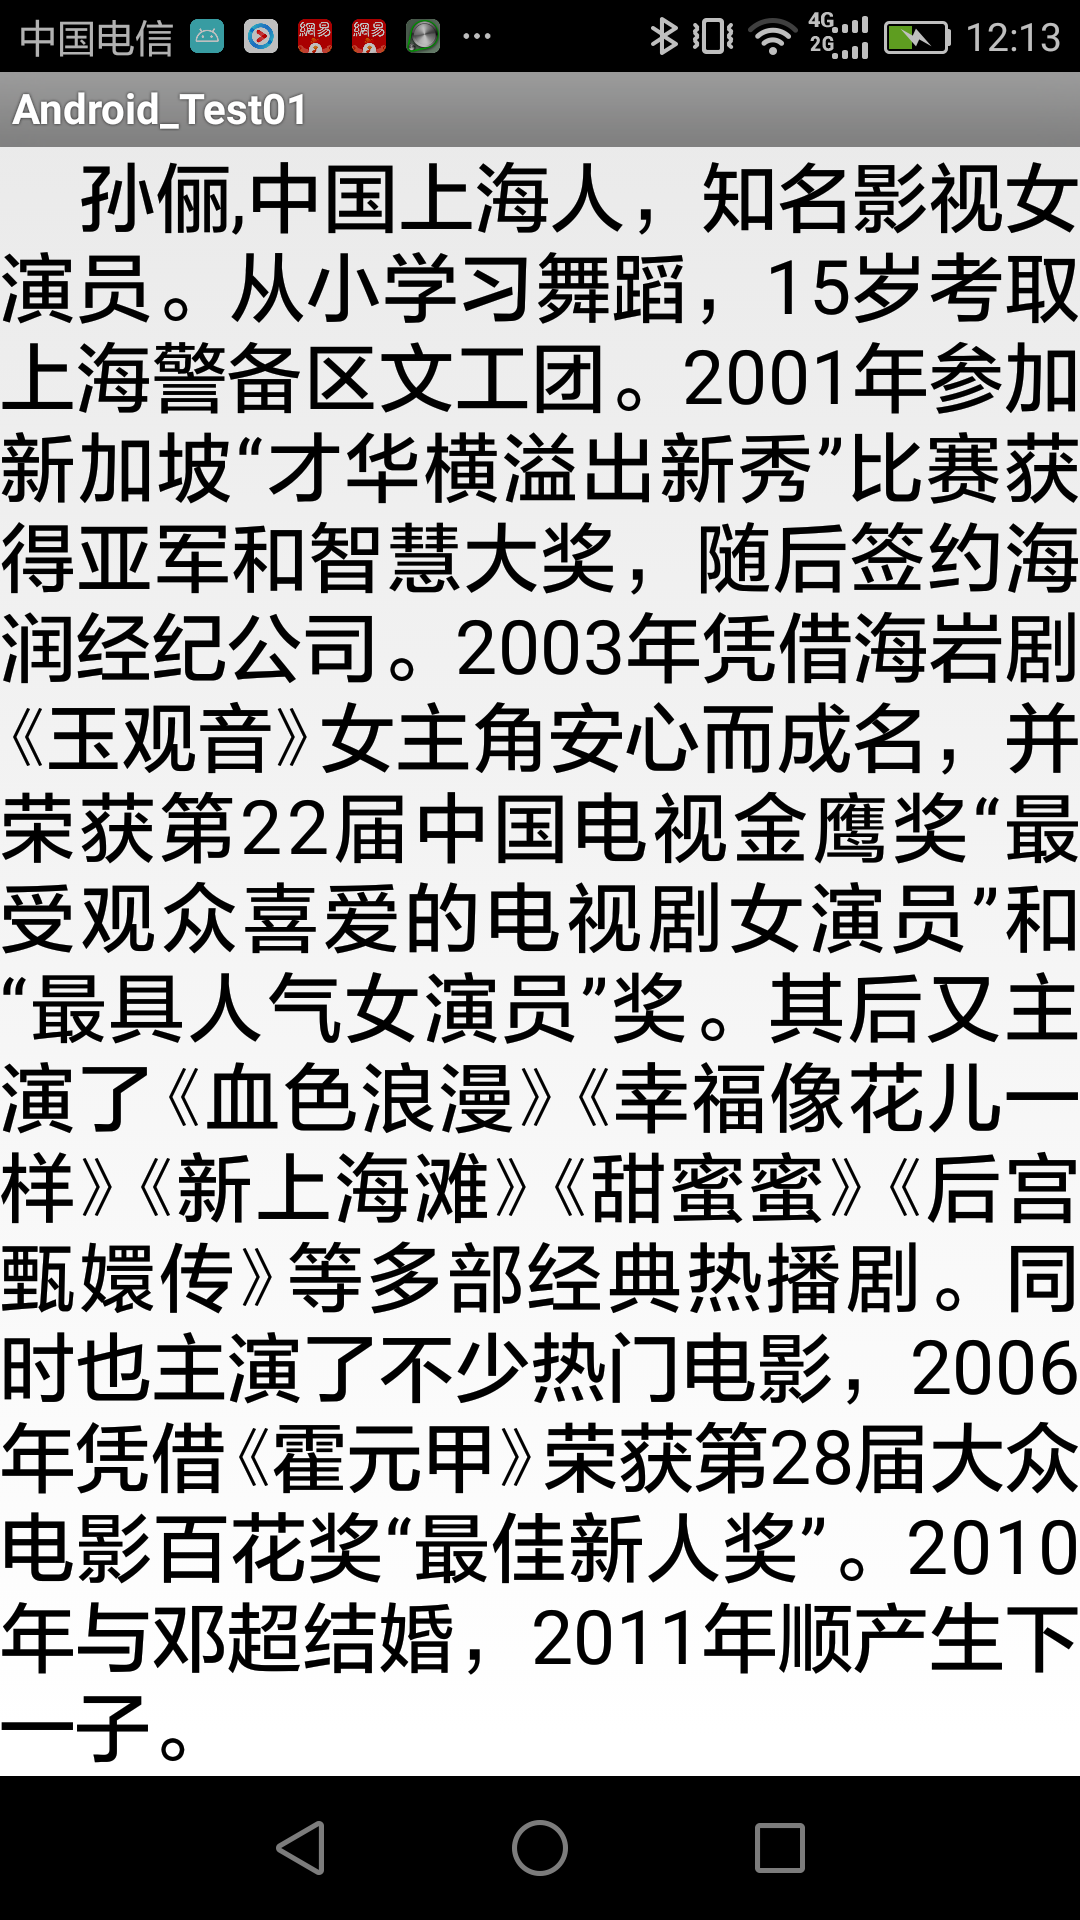 中国电信 網易 網易 ··· 4G 2G 12:13
Android_Test01
孙俪,中国上海人，知名影视女
演员。从小学习舞蹈，15岁考取
上海警备区文工团。2001年参加
新加坡“才华横溢出新秀”比赛获
得亚军和智慧大奖，随后签约海
润经纪公司。2003年凭借海岩剧
《玉观音》女主角安心而成名，并
荣获第22届中国电视金鹰奖“最
受观众喜爱的电视剧女演员”和
“最具人气女演员”奖。其后又主
演了《血色浪漫》《幸福像花儿一
样》《新上海滩》《甜蜜蜜》《后宫
甄嬛传》等多部经典热播剧。同
时也主演了不少热门电影，2006
年凭借《霍元甲》荣获第28届大众
电影百花奖“最佳新人奖”。2010
年与邓超结婚，2011年顺产生下
一子。